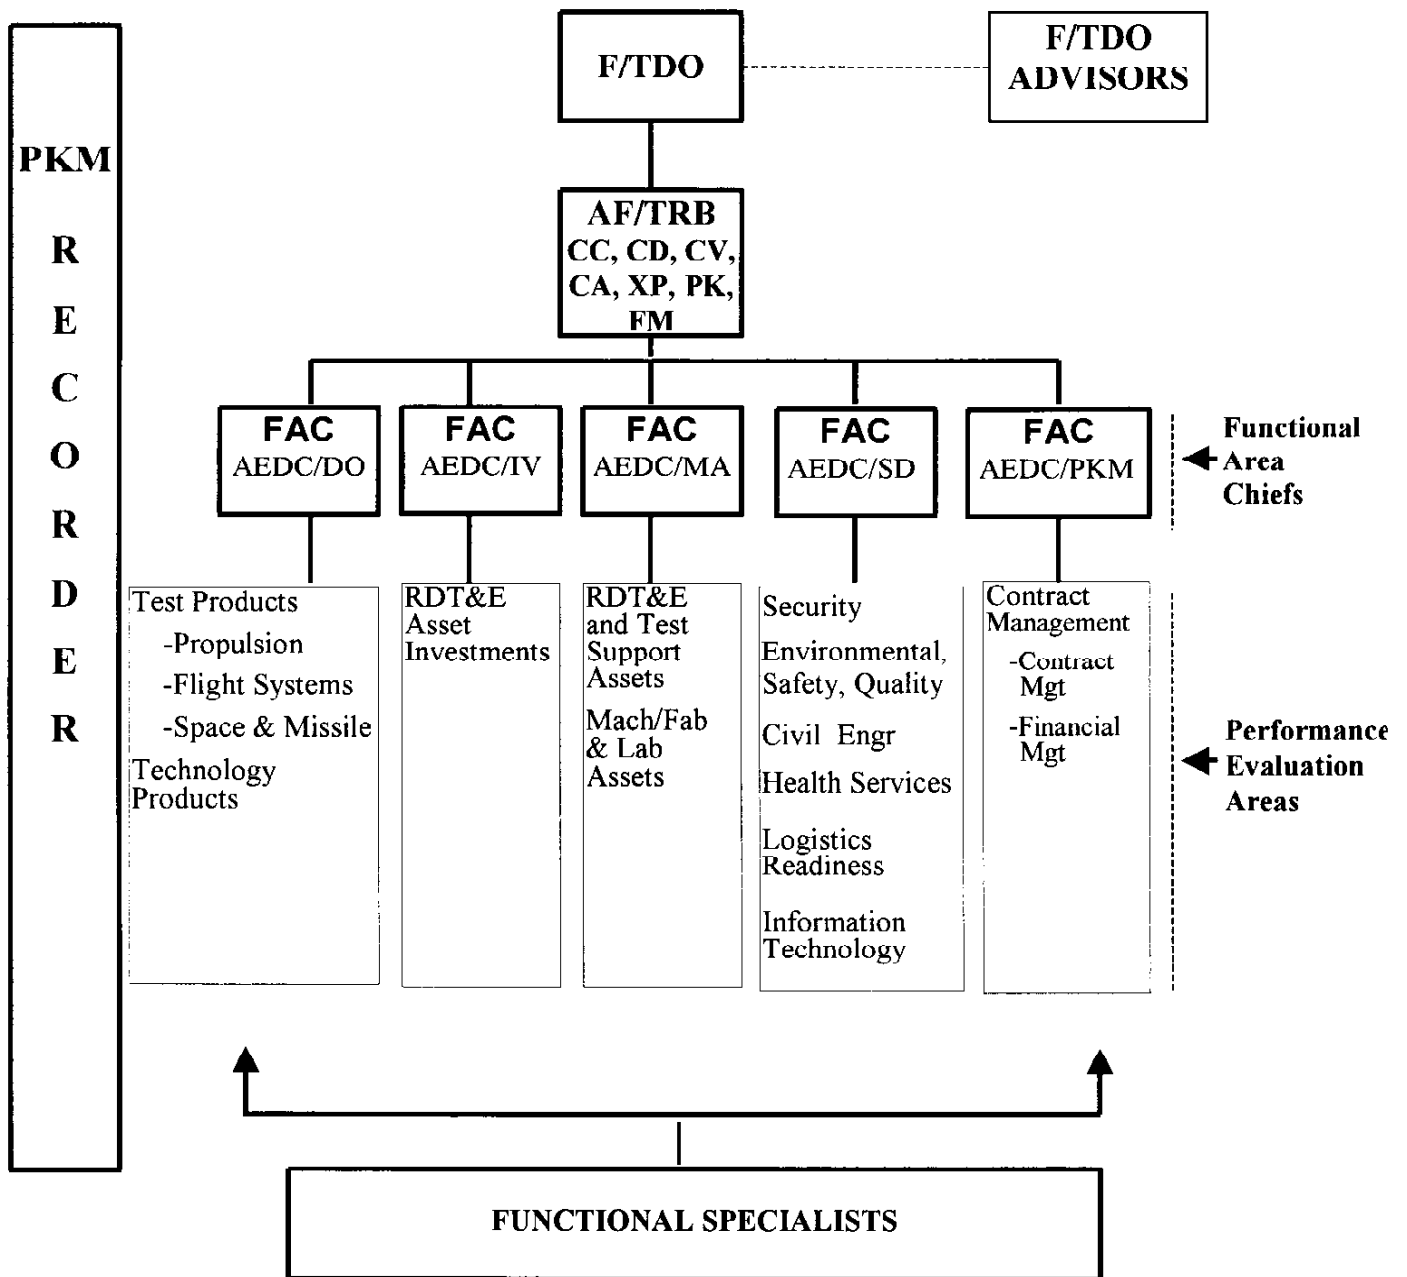 PKM
R
E
C
O
R
D
E
R
F/TDO
F/TDO
ADVISORS
AF/TRB
CC, CD, CV,
CA, XP, PK,
FM
FAC
AEDC/DO
FAC
AEDC/IV
FAC
AEDC/MA
FAC
AEDC/SD
FAC
AEDC/PKM
Functional
Area
Chiefs
Test Products
-Propulsion
-Flight Systems
-Space & Missile
Technology
Products
RDT&E
Asset
Investments
RDT&E
and Test
Support
Assets
Mach/Fab
& Lab
Assets
Security
Environmental,
Safety, Quality
Civil Engr
Health Services
Logistics
Readiness
Information
Technology
Contract
Management
-Contract
Mgt
-Financial
Mgt
Performance
Evaluation
Areas
FUNCTIONAL SPECIALISTS